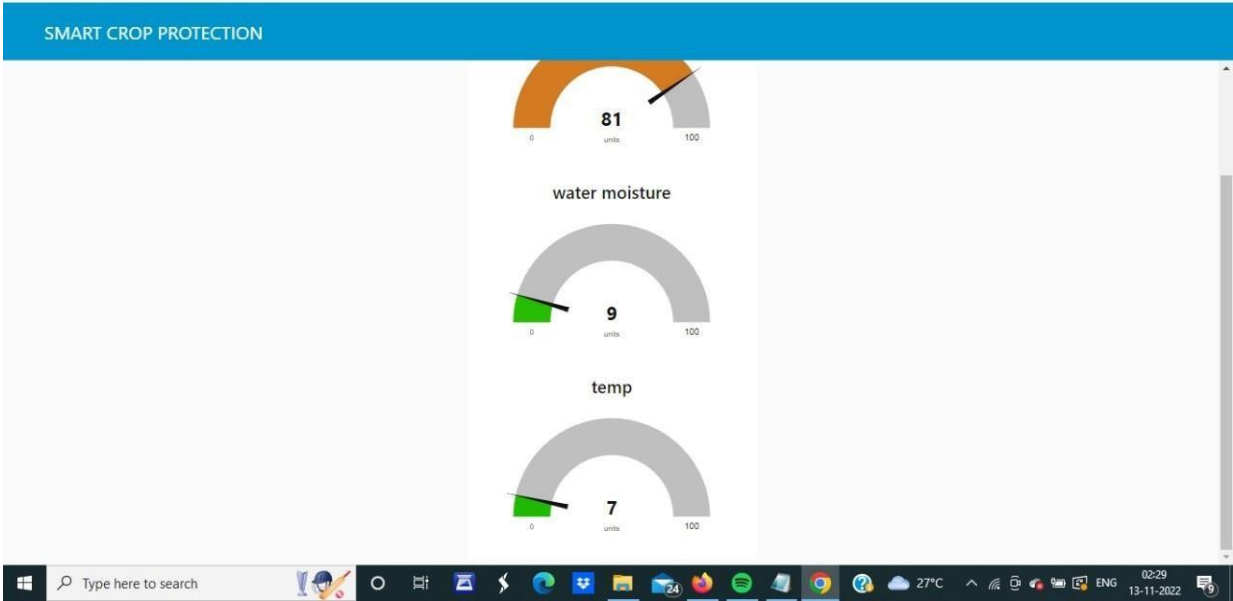 SMART CROP PROTECTION
81
units
0 100
water moisture
9
units
0 100
temp
7
units
0 100
Type here to search
24
27°C
ENG
02:29
13-11-2022
9